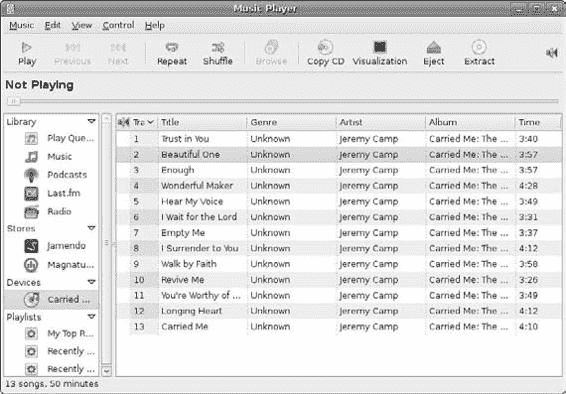 Music Player
Music Edit View Control Help
Play Previous Next Repeat Shuffle Browse Copy CD Visualization Eject Extract
Not Playing
Library
Play Que...
Music
Podcasts
Last.fm
Radio
Stores
Jamendo
Magnatu...
Devices
Carried ...
Playlists
My Top R...
Recently ...
Recently ...
Tra Title Genre Artist Album Time
1 Trust in You Unknown Jeremy Camp Carried Me: The ... 3:40
2 Beautiful One Unknown Jeremy Camp Carried Me: The ... 3:57
3 Enough Unknown Jeremy Camp Carried Me: The ... 3:57
4 Wonderful Maker Unknown Jeremy Camp Carried Me: The ... 4:28
5 Hear My Voice Unknown Jeremy Camp Carried Me: The ... 3:49
6 I Wait for the Lord Unknown Jeremy Camp Carried Me: The ... 3:31
7 Empty Me Unknown Jeremy Camp Carried Me: The ... 3:37
8 I Surrender to You Unknown Jeremy Camp Carried Me: The ... 4:12
9 Walk by Faith Unknown Jeremy Camp Carried Me: The ... 3:58
10 Revive Me Unknown Jeremy Camp Carried Me: The ... 3:26
11 You're Worthy of ... Unknown Jeremy Camp Carried Me: The ... 3:49
12 Longing Heart Unknown Jeremy Camp Carried Me: The ... 4:12
13 Carried Me Unknown Jeremy Camp Carried Me: The ... 4:10
13 songs, 50 minutes